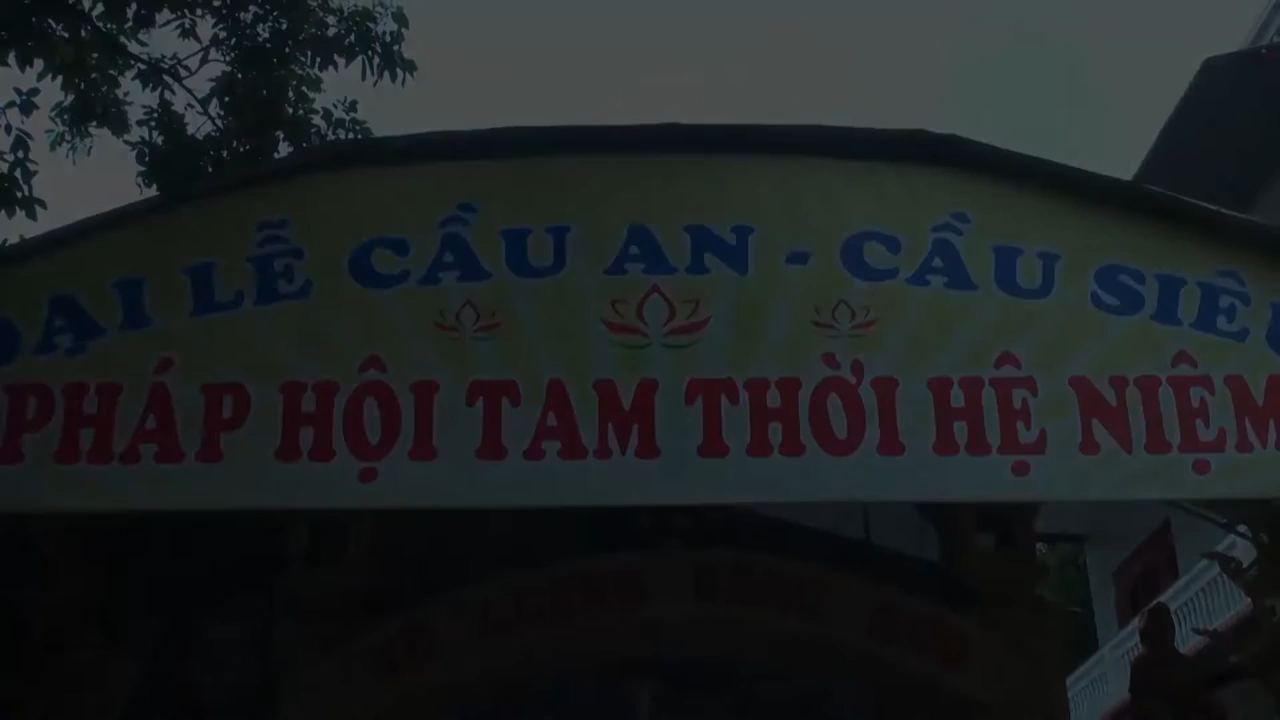 ĐẠI LỄ CẦU AN - CẦU SIÊU
PHÁP HỘI TAM THỜI HỆ NIỆM